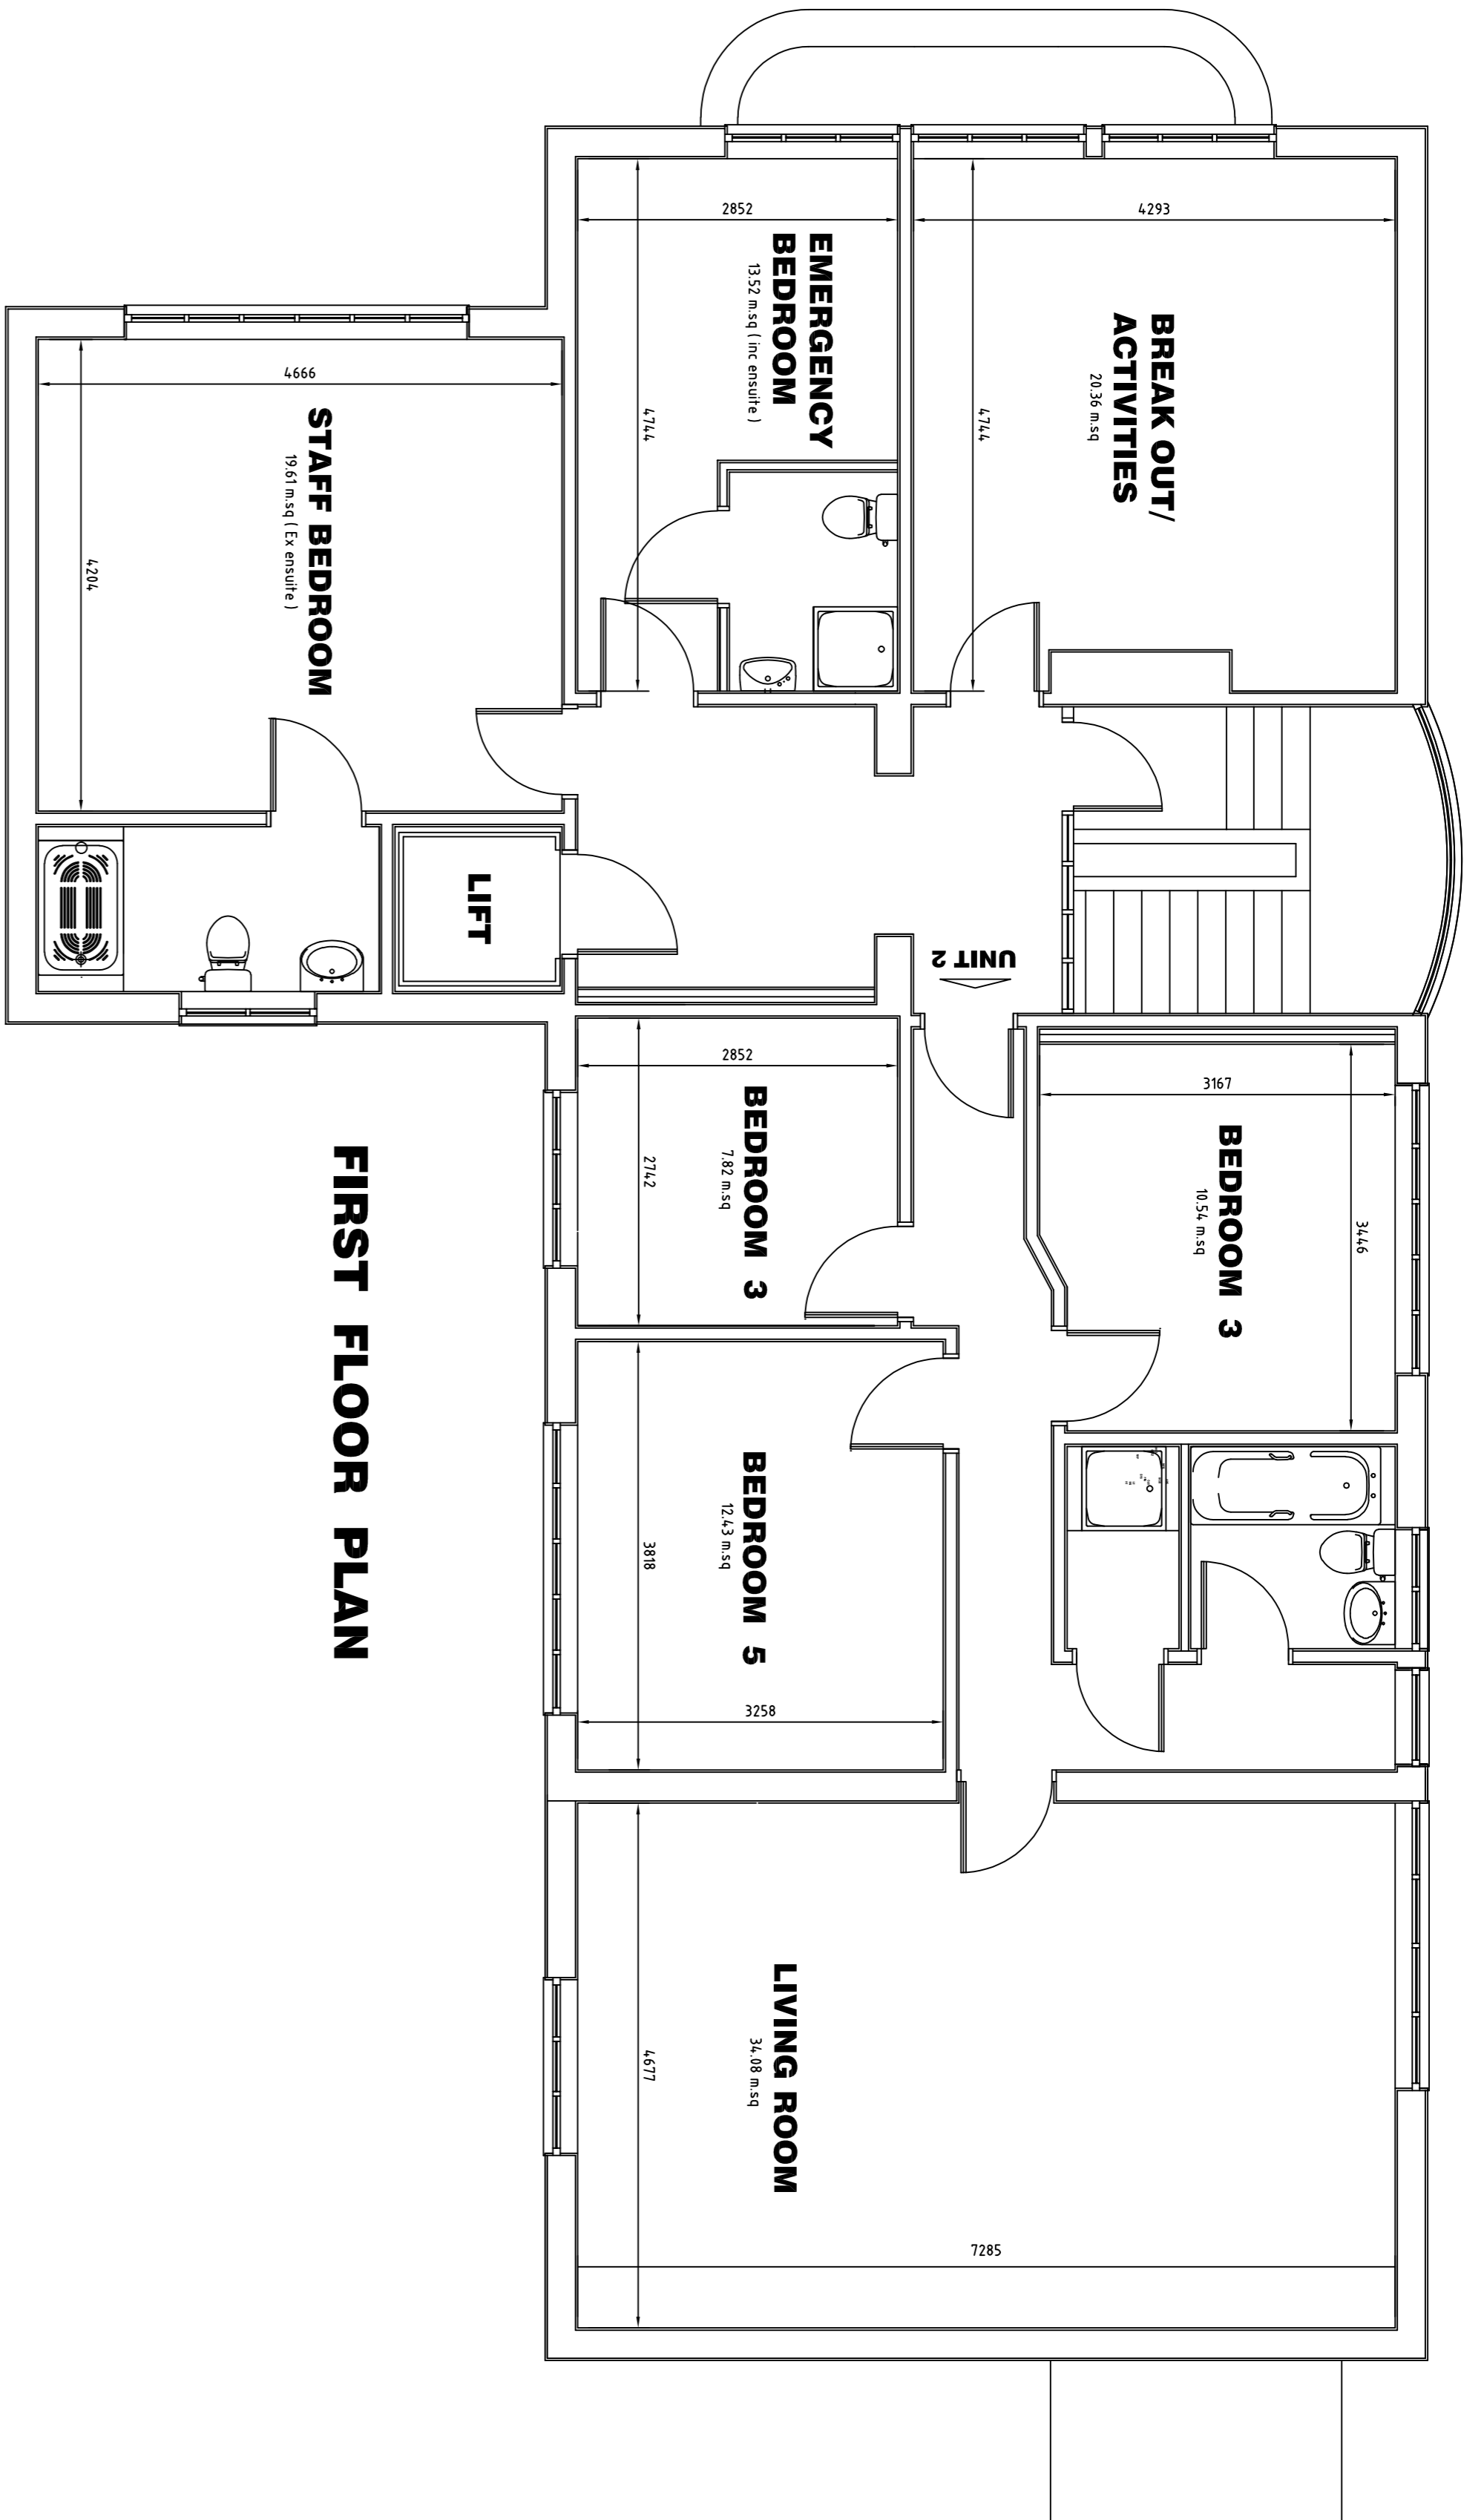 BREAK OUT/
ACTIVITIES
20.36 m.sq
4293
4744
EMERGENCY
BEDROOM
13.52 m.sq ( inc ensuite )
2852
4744
STAFF BEDROOM
19.61 m.sq ( Ex ensuite )
4666
4204
LIFT
UNIT 2
BEDROOM 3
10.54 m.sq
3167
3446
BEDROOM 3
7.82 m.sq
2852
2742
BEDROOM 5
12.43 m.sq
3818
3258
LIVING ROOM
34.08 m.sq
4677
7285
FIRST FLOOR PLAN